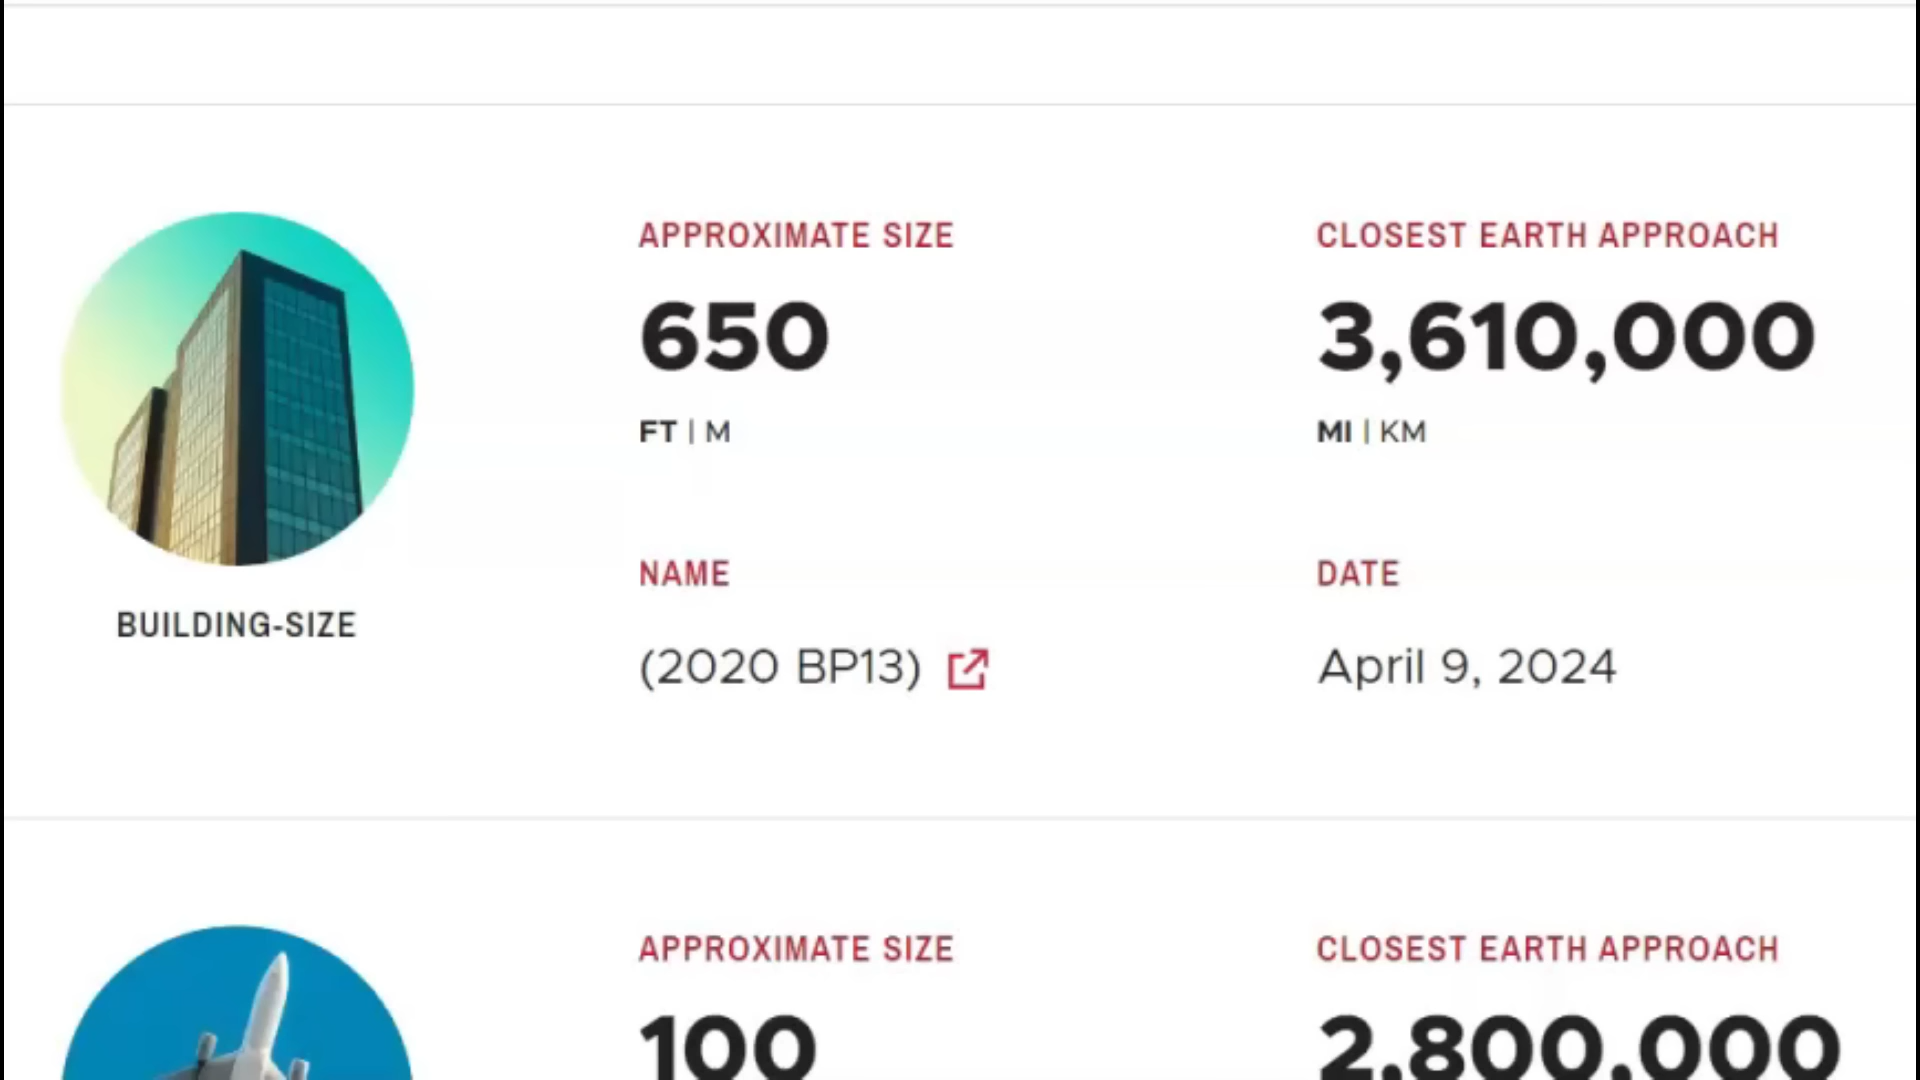 APPROXIMATE SIZE
CLOSEST EARTH APPROACH
650
3,610,000
FT | M
MI | KM
NAME
DATE
BUILDING-SIZE
(2020 BP13)
April 9, 2024
APPROXIMATE SIZE
CLOSEST EARTH APPROACH
100
2,800,000